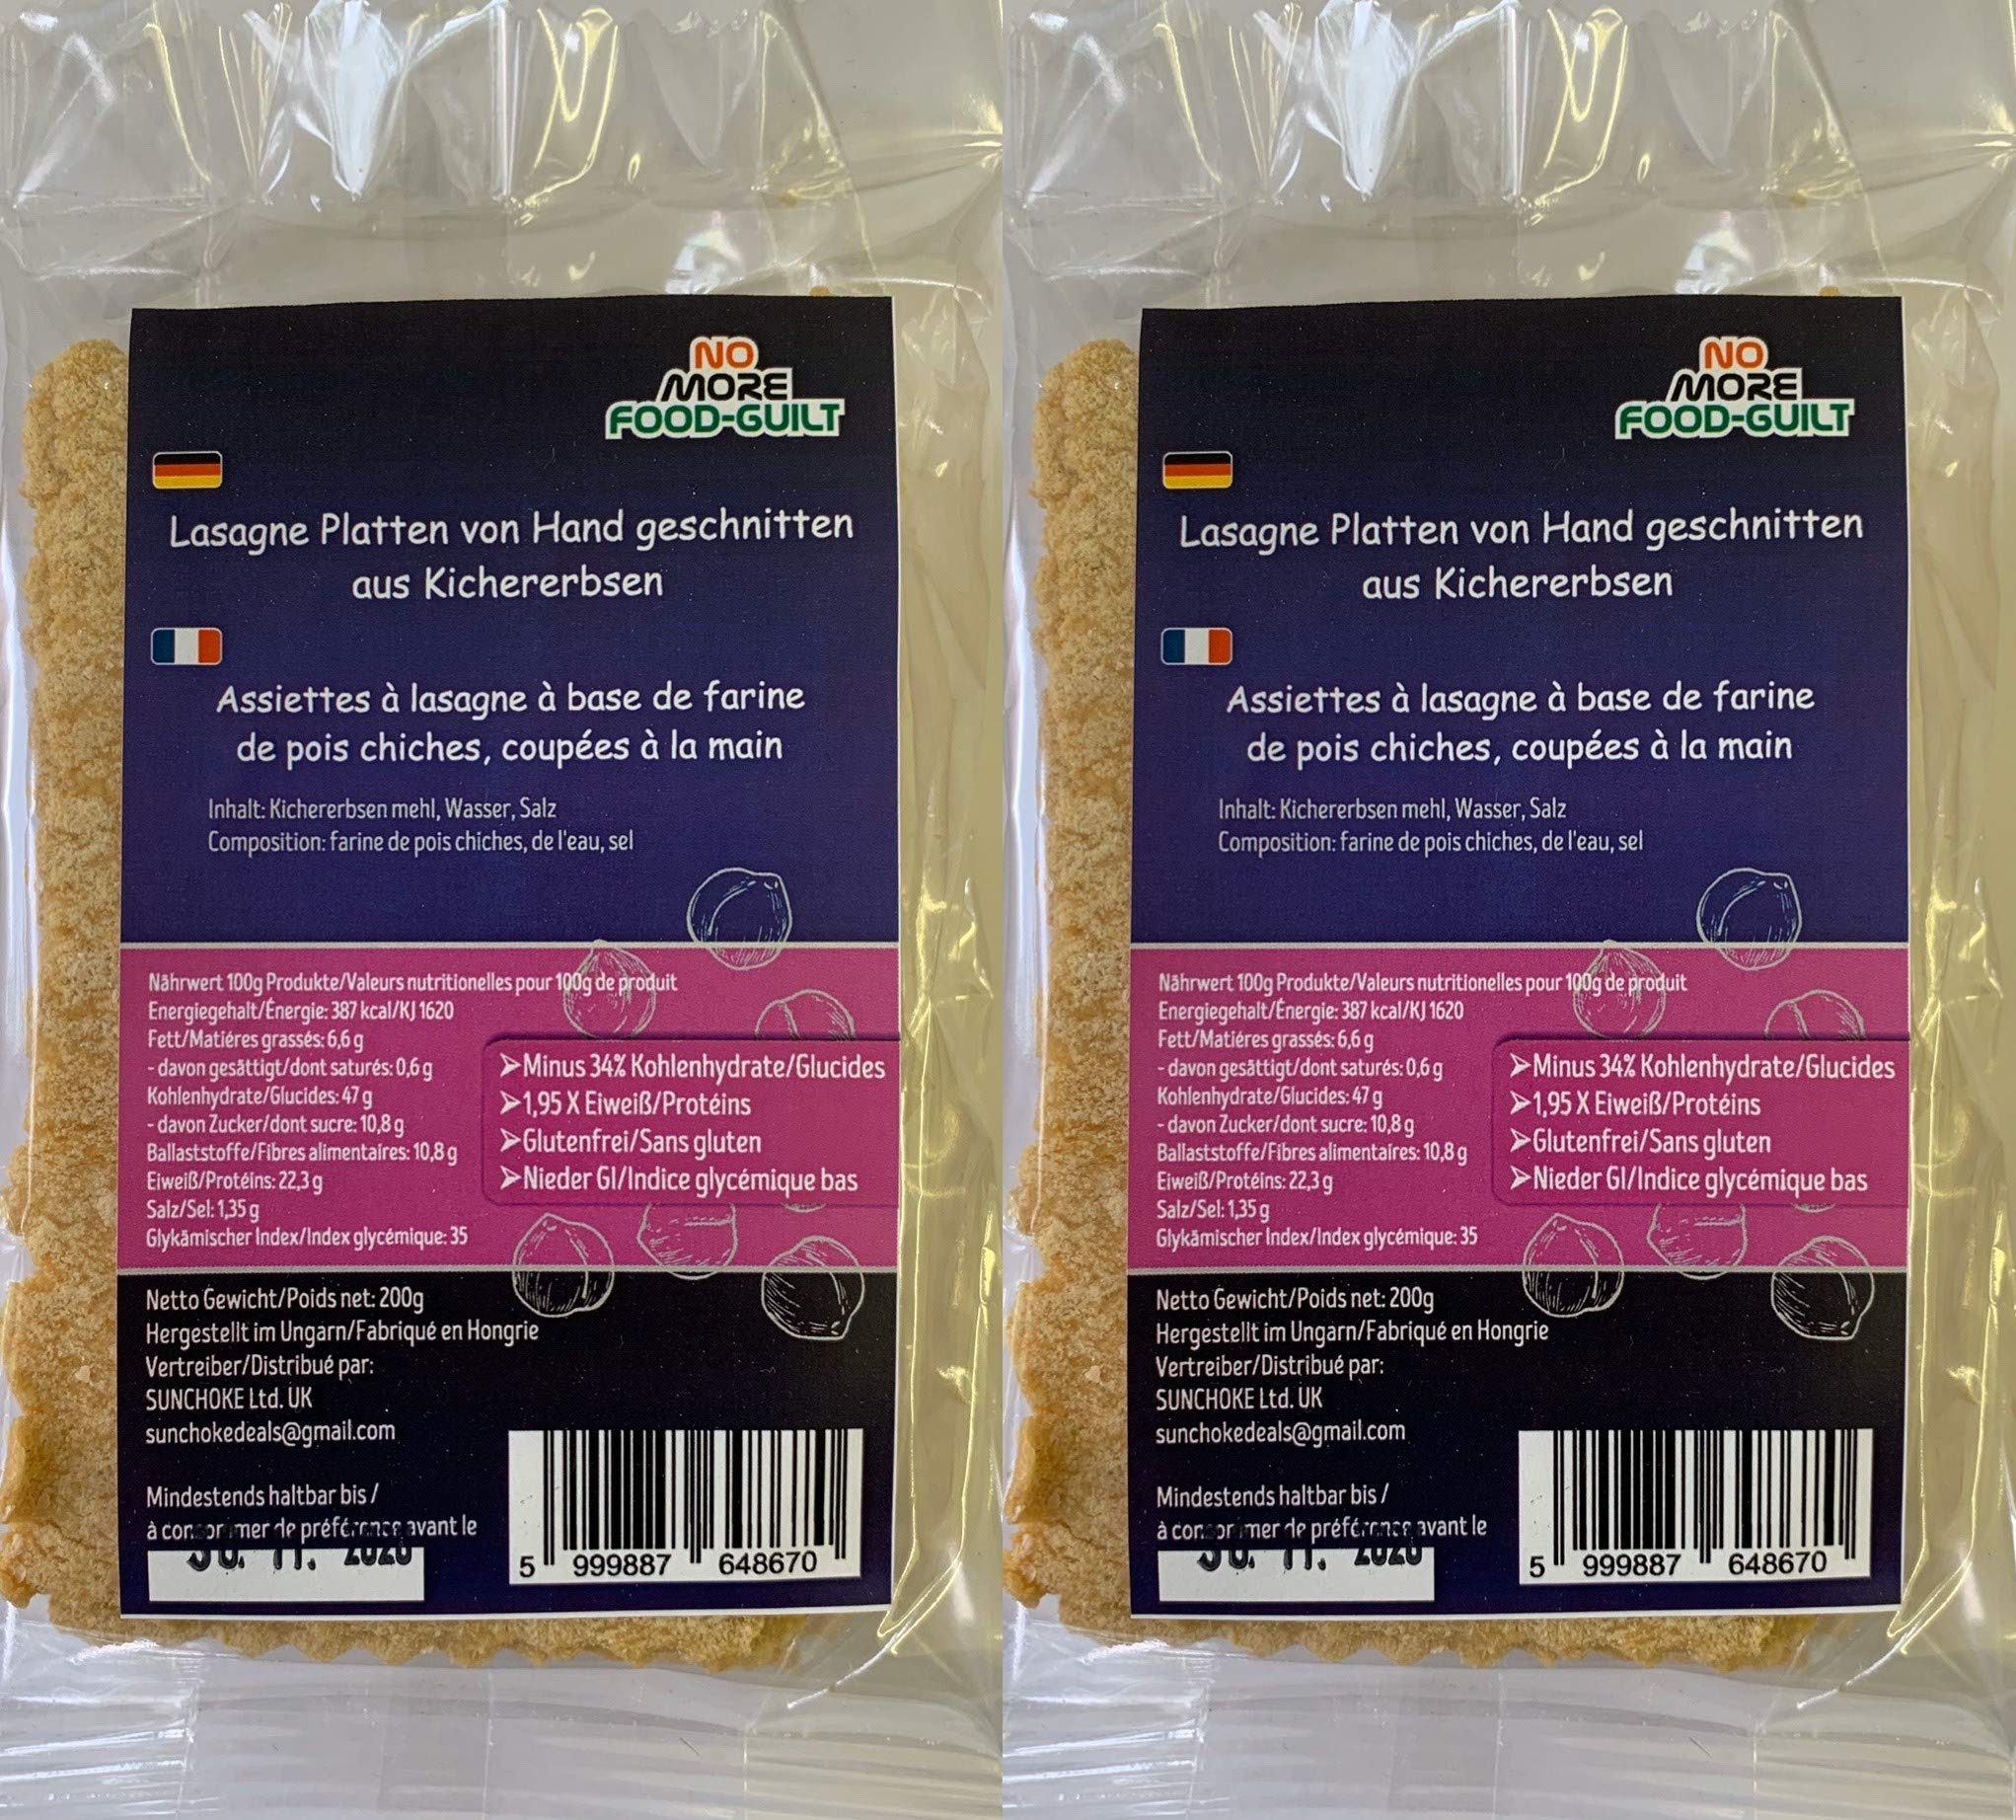 NO
MORE
FOOD-GUILT
Lasagne Platten von Hand geschnitten
aus Kichererbsen
Assiettes à lasagne à base de farine
de pois chiches, coupées à la main
Inhalt: Kichererbsen mehl, Wasser, Salz
Composition: farine de pois chiches, de l'eau, sel
Nährwert 100g Produkte/Valeurs nutritionelles pour 100g de produit
Energiegehalt/Énergie: 387 kcal/KJ 1620
Fett/Matiéres grassés: 6,6 g
- davon gesättigt/dont saturés: 0,6 g
Kohlenhydrate/Glucides: 47 g
- davon Zucker/dont sucre: 10,8 g
Ballaststoffe/Fibres alimentaires: 10,8 g
Eiweiß/Protéins: 22,3 g
Salz/Sel: 1,35 g
Glykämischer Index/Index glycémique: 35
➤Minus 34% Kohlenhydrate/Glucides
➤1,95 X Eiweiß/Protéins
➤Glutenfrei/Sans gluten
➤Nieder GI/Indice glycémique bas
Netto Gewicht/Poids net: 200g
Hergestellt im Ungarn/Fabriqué en Hongrie
Vertreiber/Distribué par:
SUNCHOKE Ltd. UK
sunchokedeals@gmail.com
Mindestends haltbar bis /
à consommer de préférence avant le
5 999887 648670
NO
MORE
FOOD-GUILT
Lasagne Platten von Hand geschnitten
aus Kichererbsen
Assiettes à lasagne à base de farine
de pois chiches, coupées à la main
Inhalt: Kichererbsen mehl, Wasser, Salz
Composition: farine de pois chiches, de l'eau, sel
Nährwert 100g Produkte/Valeurs nutritionelles pour 100g de produit
Energiegehalt/Énergie: 387 kcal/KJ 1620
Fett/Matiéres grassés: 6,6 g
- davon gesättigt/dont saturés: 0,6 g
Kohlenhydrate/Glucides: 47 g
- davon Zucker/dont sucre: 10,8 g
Ballaststoffe/Fibres alimentaires: 10,8 g
Eiweiß/Protéins: 22,3 g
Salz/Sel: 1,35 g
Glykämischer Index/Index glycémique: 35
➤Minus 34% Kohlenhydrate/Glucides
➤1,95 X Eiweiß/Protéins
➤Glutenfrei/Sans gluten
➤Nieder GI/Indice glycémique bas
Netto Gewicht/Poids net: 200g
Hergestellt im Ungarn/Fabriqué en Hongrie
Vertreiber/Distribué par:
SUNCHOKE Ltd. UK
sunchokedeals@gmail.com
Mindestends haltbar bis /
à consommer de préférence avant le
5 999887 648670